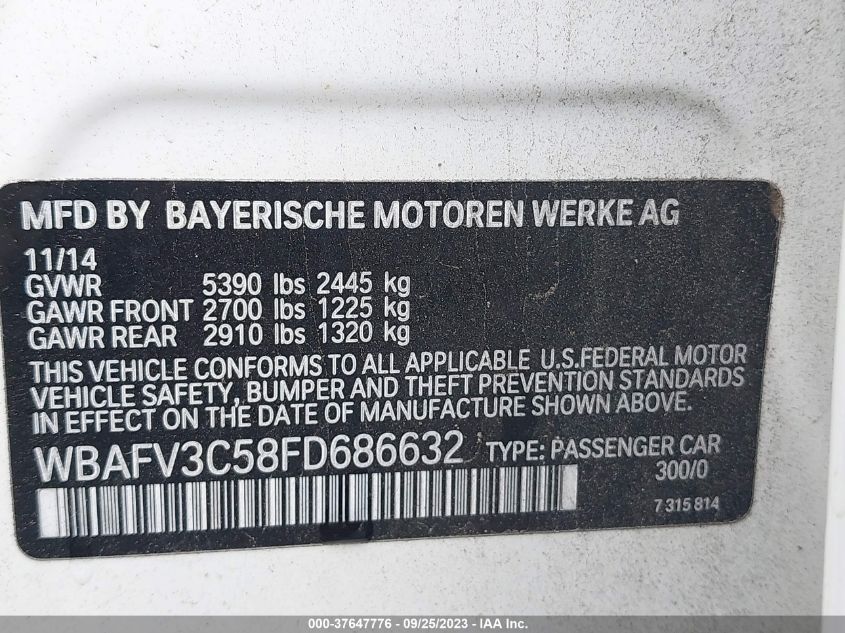 MFD BY BAYERISCHE MOTOREN WERKE AG
11/14
GVWR 5390 lbs 2445 kg
GAWR FRONT 2700 lbs 1225 kg
GAWR REAR 2910 lbs 1320 kg
THIS VEHICLE CONFORMS TO ALL APPLICABLE U.S.FEDERAL MOTOR
VEHICLE SAFETY, BUMPER AND THEFT PREVENTION STANDARDS
IN EFFECT ON THE DATE OF MANUFACTURE SHOWN ABOVE.
WBAFV3C58FD686632 TYPE: PASSENGER CAR
300/0
7 315 814
000-37647776 - 09/25/2023 - IAA Inc.